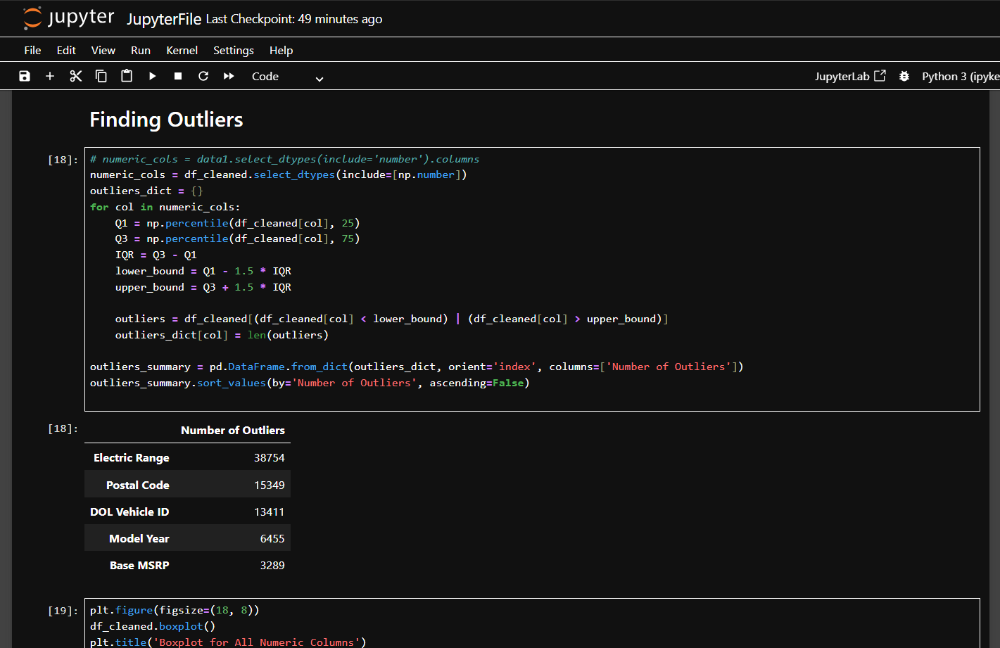 jupyter JupyterFile Last Checkpoint: 49 minutes ago
File Edit View Run Kernel Settings Help
Code JupyterLab Python 3 (ipyke
Finding Outliers
[18]: # numeric_cols = data1.select_dtypes(include='number').columns
numeric_cols = df_cleaned.select_dtypes(include=[np.number])
outliers_dict = {}
for col in numeric_cols:
    Q1 = np.percentile(df_cleaned[col], 25)
    Q3 = np.percentile(df_cleaned[col], 75)
    IQR = Q3 - Q1
    lower_bound = Q1 - 1.5 * IQR
    upper_bound = Q3 + 1.5 * IQR
    outliers = df_cleaned[(df_cleaned[col] < lower_bound) | (df_cleaned[col] > upper_bound)]
    outliers_dict[col] = len(outliers)
outliers_summary = pd.DataFrame.from_dict(outliers_dict, orient='index', columns=['Number of Outliers'])
outliers_summary.sort_values(by='Number of Outliers', ascending=False)
[18]: Number of Outliers
Electric Range 38754
Postal Code 15349
DOL Vehicle ID 13411
Model Year 6455
Base MSRP 3289
[19]: plt.figure(figsize=(18, 8))
df_cleaned.boxplot()
plt.title('Boxplot for All Numeric Columns')